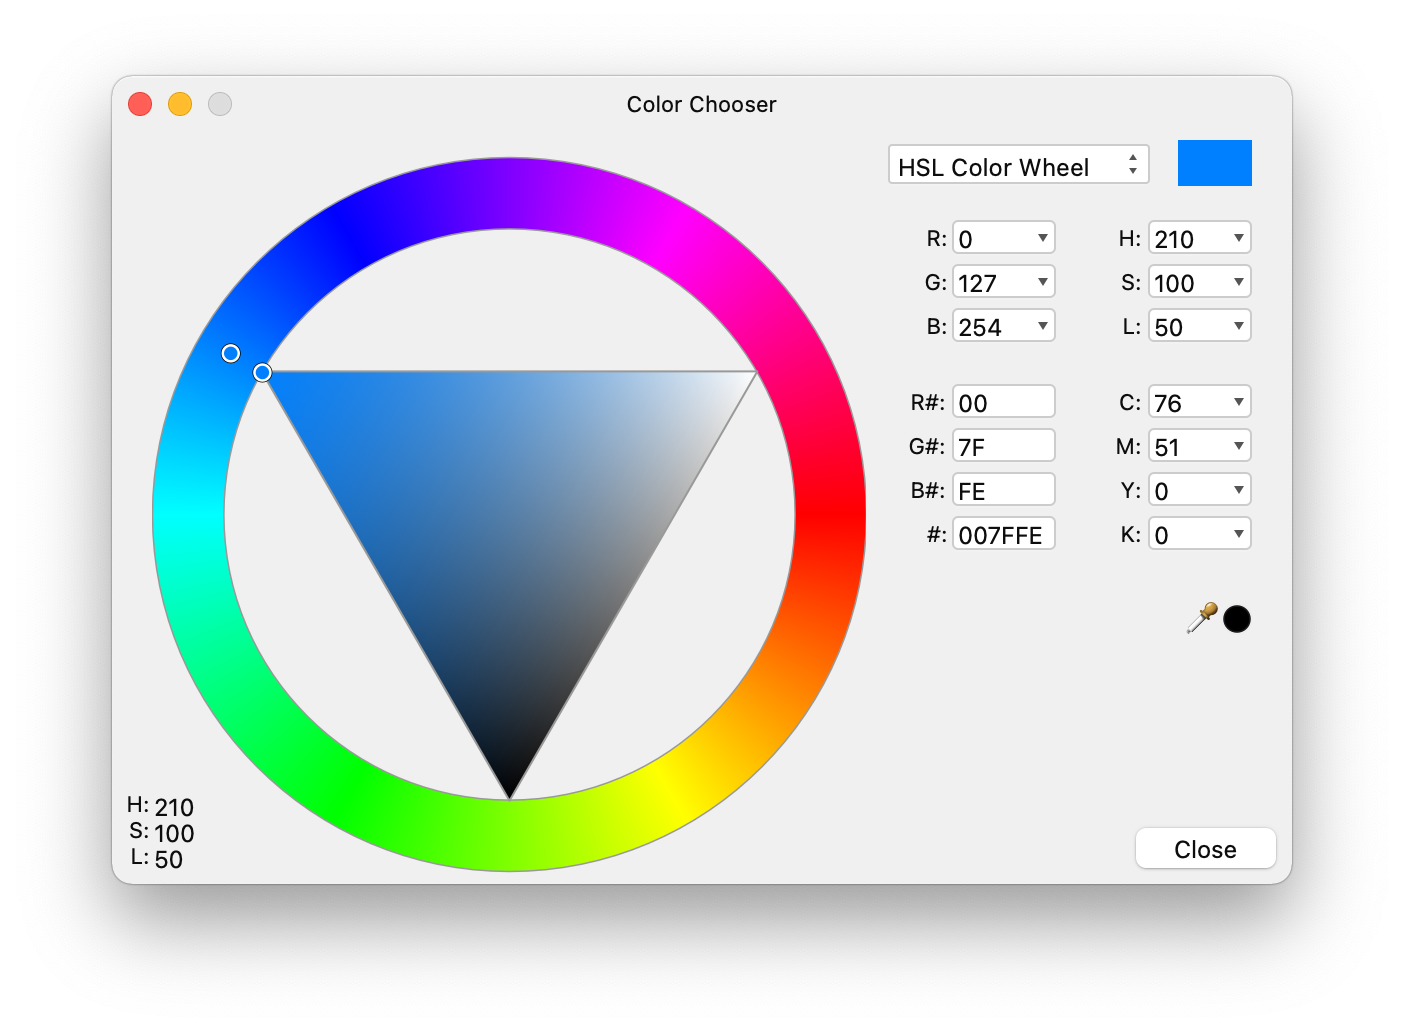 Color Chooser
HSL Color Wheel
R: 0 H: 210
G: 127 S: 100
B: 254 L: 50
R#: 00 C: 76
G#: 7F M: 51
B#: FE Y: 0
#: 007FFE K: 0
H: 210
S: 100
L: 50
Close